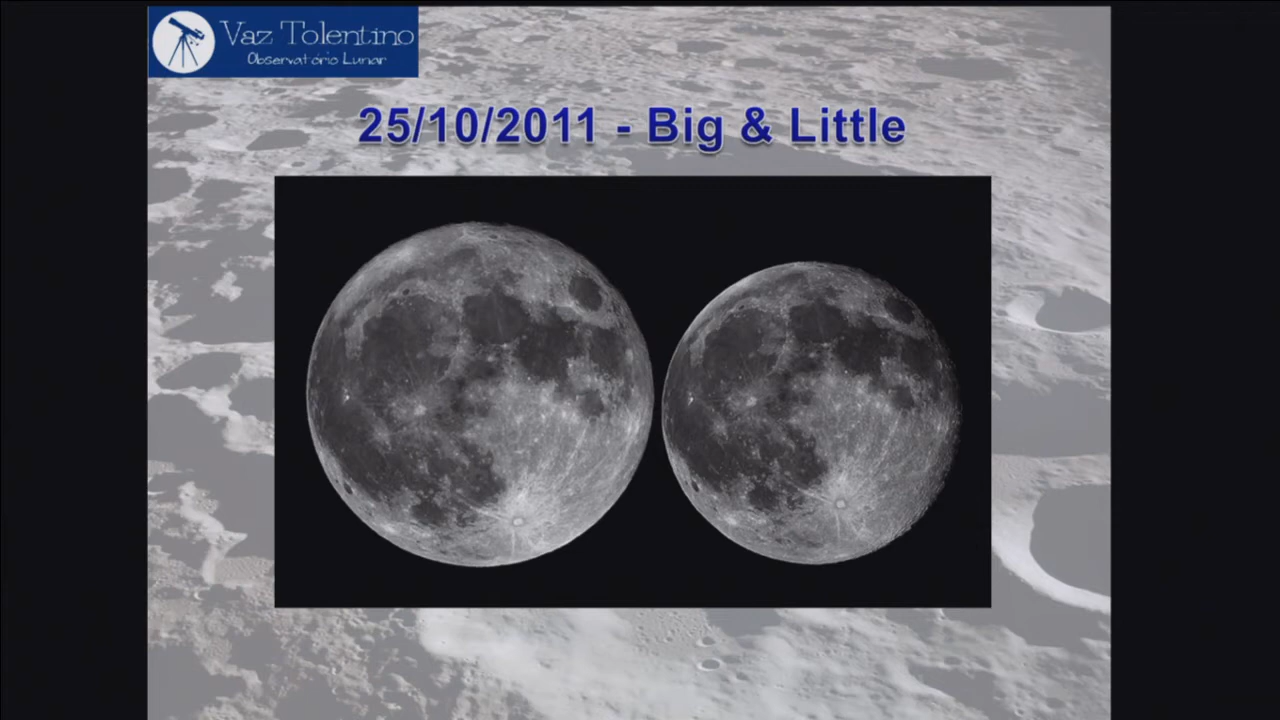 Vaz Tolentino
Observatório Lunar
25/10/2011 - Big & Little